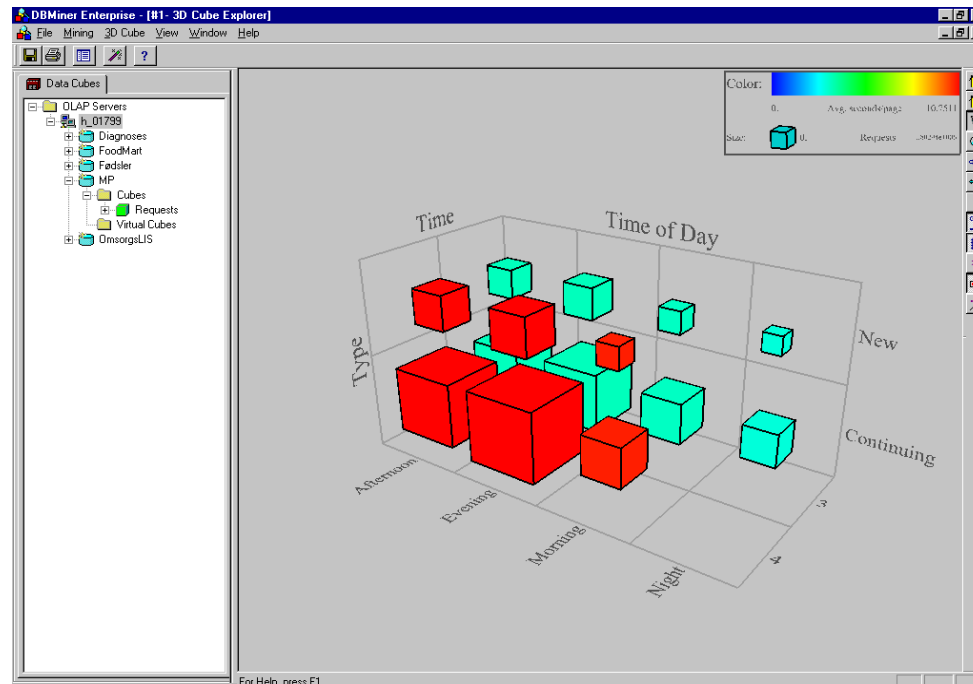 DBMiner Enterprise - [#1- 3D Cube Explorer]
File Mining 3D Cube View Window Help
Data Cubes
OLAP Servers
h_01799
Diagnoses
FoodMart
Fødsler
MP
Cubes
Requests
Virtual Cubes
OmsorgsLIS
Color:
0. Avg. seconds/page 10.7511
Size: 0. Requests
Time
Time of Day
Type
New
Continuing
Afternoon
Evening
Morning
Night
3
4
For Help, press F1